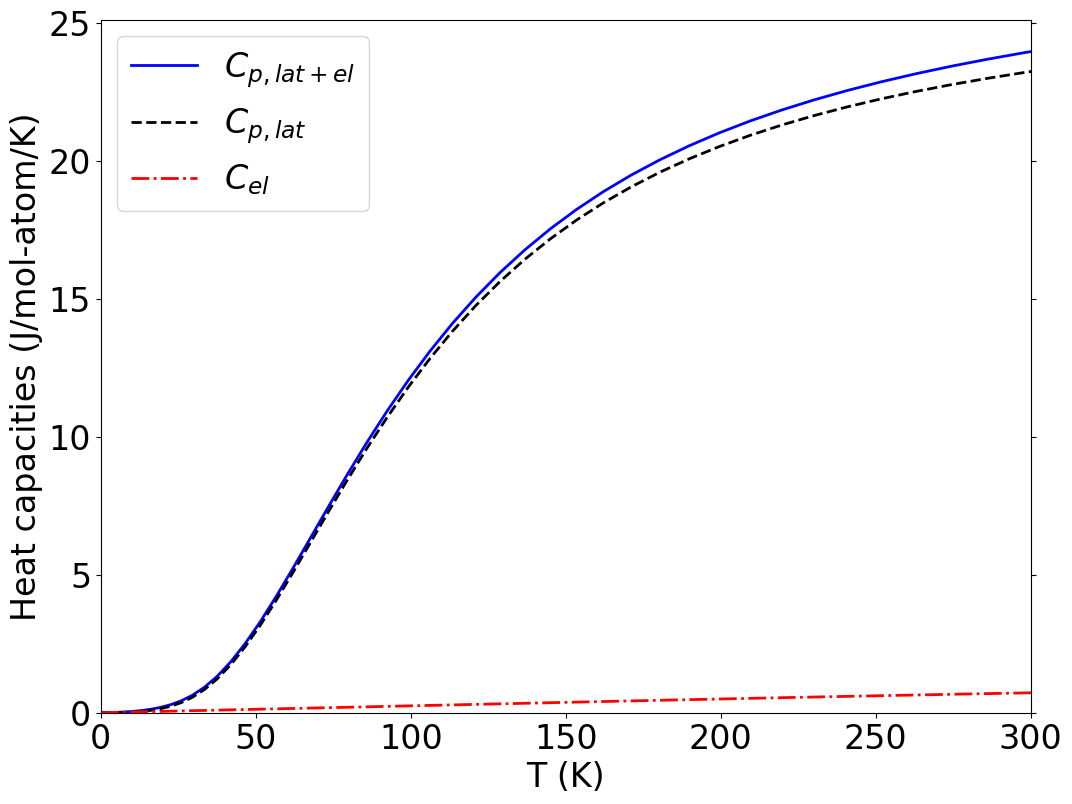 25
20
15
10
5
0
0 50 100 150 200 250 300
T (K)
Heat capacities (J/mol-atom/K)
C_{p, lat+el}
C_{p, lat}
C_{el}